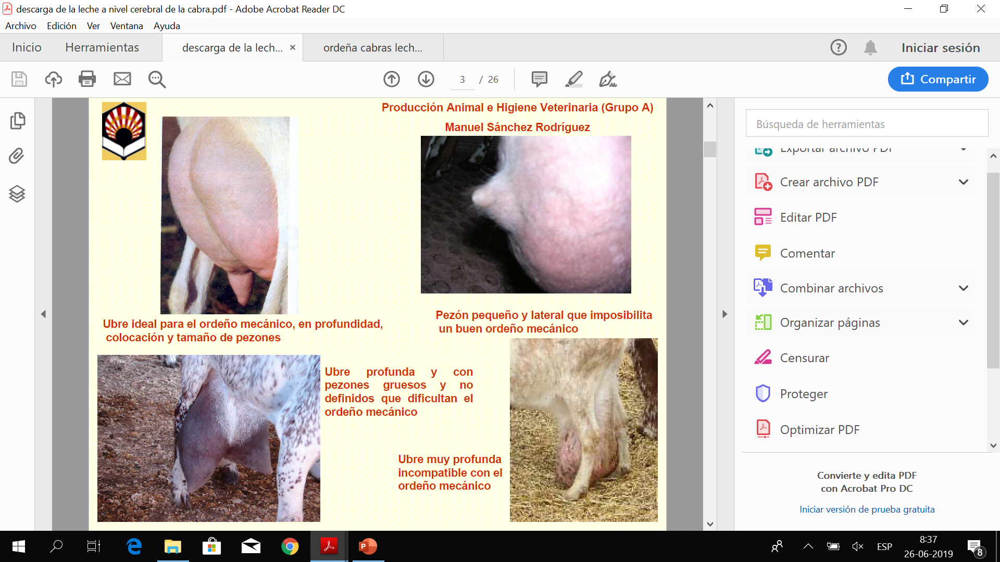 descarga de la leche a nivel cerebral de la cabra.pdf - Adobe Acrobat Reader DC
Archivo Edición Ver Ventana Ayuda
Inicio Herramientas descarga de la lech... × ordeña cabras lech... Iniciar sesión
3 / 26 Compartir
Producción Animal e Higiene Veterinaria (Grupo A)
Manuel Sánchez Rodríguez
Ubre ideal para el ordeño mecánico, en profundidad,
colocación y tamaño de pezones
Pezón pequeño y lateral que imposibilita
un buen ordeño mecánico
Ubre profunda y con
pezones gruesos y no
definidos que dificultan el
ordeño mecánico
Ubre muy profunda
incompatible con el
ordeño mecánico
Búsqueda de herramientas
Exportar archivo PDF
Crear archivo PDF
Editar PDF
Comentar
Combinar archivos
Organizar páginas
Censurar
Proteger
Optimizar PDF
Convierte y edita PDF
con Acrobat Pro DC
Iniciar versión de prueba gratuita
ESP
8:37
26-06-2019
8